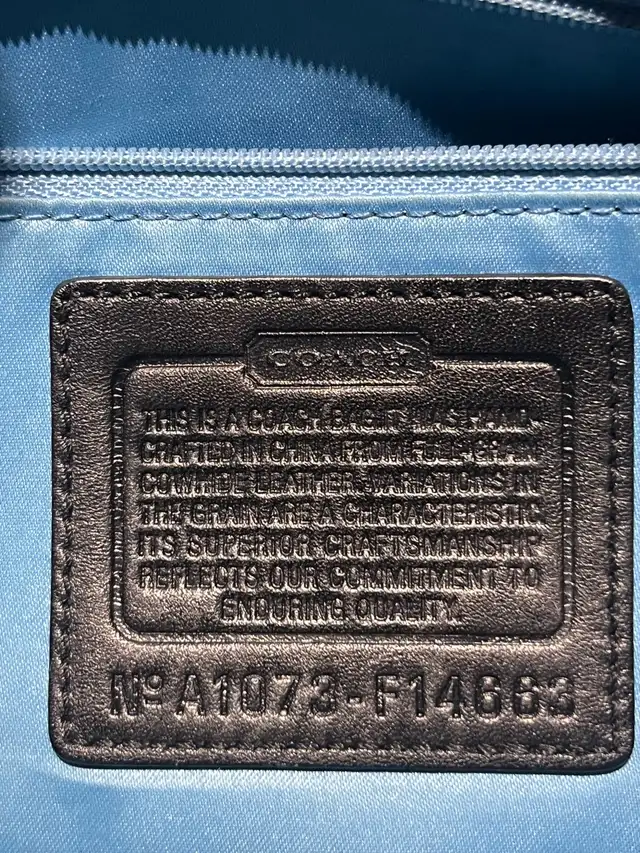 COACH
THIS IS A COACH BAG. IT WAS HAND-
CRAFTED IN CHINA FROM FULL-GRAIN
COWHIDE LEATHER. VARIATIONS IN
THE GRAIN ARE A CHARACTERISTIC.
ITS SUPERIOR CRAFTSMANSHIP
REFLECTS OUR COMMITMENT TO
ENDURING QUALITY.
Nº A1073-F14663